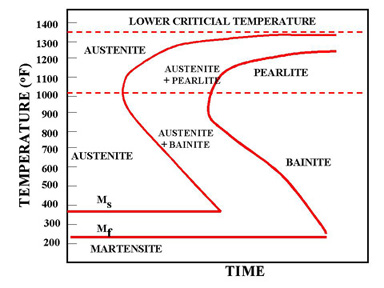 LOWER CRITICIAL TEMPERATURE
1400
1300
1200
1100
1000
900
800
700
600
500
400
300
200
TEMPERATURE (°F)
AUSTENITE
AUSTENITE
+ PEARLITE
PEARLITE
AUSTENITE
+ BAINITE
AUSTENITE
BAINITE
Ms
Mf
MARTENSITE
TIME